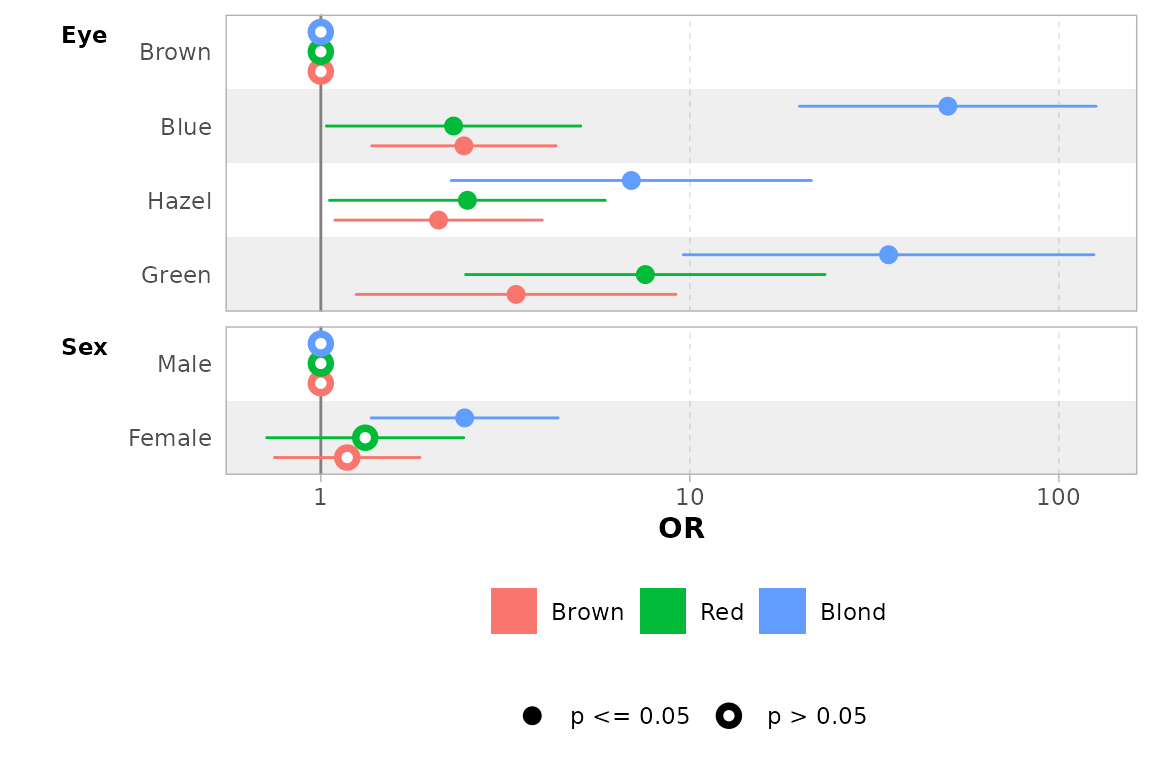 Eye
Brown
Blue
Hazel
Green
Sex
Male
Female
1 10 100
OR
Brown Red Blond
p <= 0.05 p > 0.05